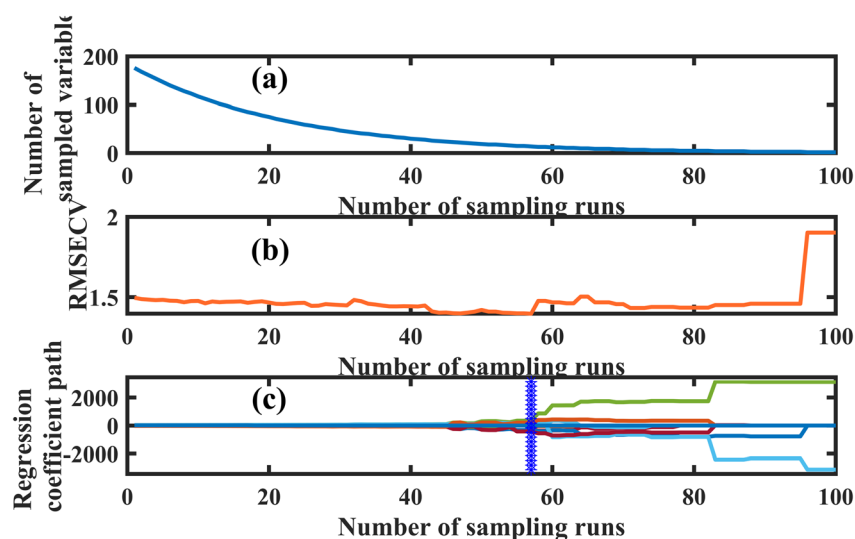 Number of
sampled variable
200
100
0
(a)
0 20 40 60 80 100
Number of sampling runs
RMSECV
2
1.5
(b)
0 20 40 60 80 100
Number of sampling runs
Regression
coefficient path
2000
0
-2000
(c)
0 20 40 60 80 100
Number of sampling runs